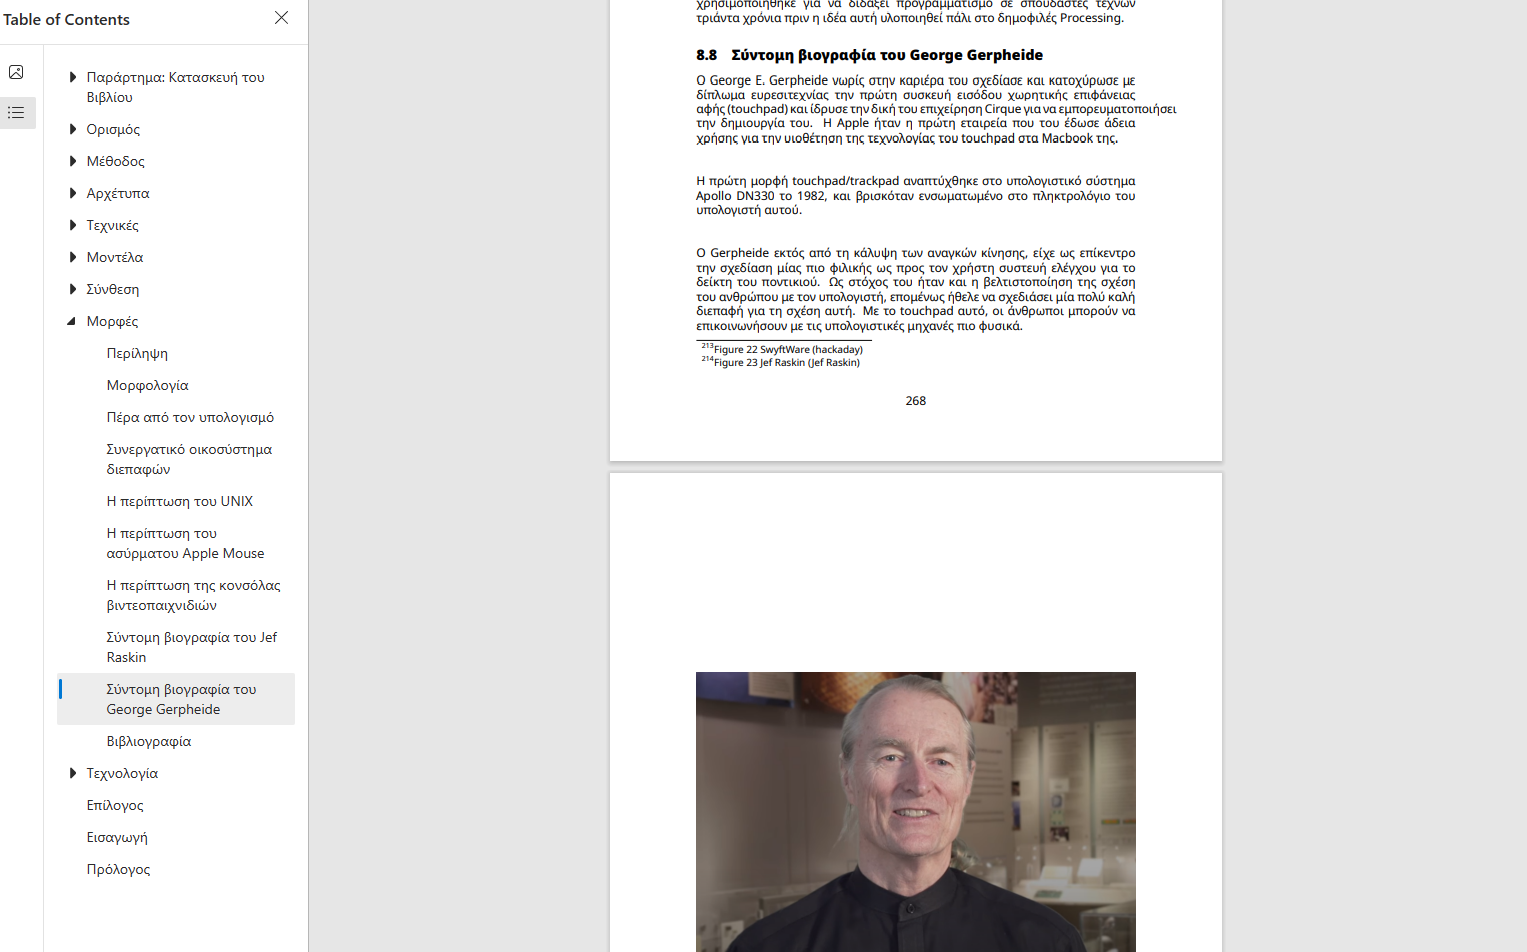 Table of Contents
Παράρτημα: Κατασκευή του
Βιβλίου
Ορισμός
Μέθοδος
Αρχέτυπα
Τεχνικές
Μοντέλα
Σύνθεση
Μορφές
Περίληψη
Μορφολογία
Πέρα από τον υπολογισμό
Συνεργατικό οικοσύστημα
διεπαφών
Η περίπτωση του UNIX
Η περίπτωση του
ασύρματου Apple Mouse
Η περίπτωση της κονσόλας
βιντεοπαιχνιδιών
Σύντομη βιογραφία του Jef
Raskin
Σύντομη βιογραφία του
George Gerpheide
Βιβλιογραφία
Τεχνολογία
Επίλογος
Εισαγωγή
Πρόλογος
χρησιμοποιήθηκε για να διδάξει προγραμματισμό σε σπουδαστές τεχνών
τριάντα χρόνια πριν η ιδέα αυτή υλοποιηθεί πάλι στο δημοφιλές Processing.
8.8 Σύντομη βιογραφία του George Gerpheide
Ο George E. Gerpheide νωρίς στην καριέρα του σχεδίασε και κατοχύρωσε με
δίπλωμα ευρεσιτεχνίας την πρώτη συσκευή εισόδου χωρητικής επιφάνειας
αφής (touchpad) και ίδρυσε την δική του επιχείρηση Cirque για να εμπορευματοποιήσει
την δημιουργία του. Η Apple ήταν η πρώτη εταιρεία που του έδωσε άδεια
χρήσης για την υιοθέτηση της τεχνολογίας του touchpad στα Macbook της.
Η πρώτη μορφή touchpad/trackpad αναπτύχθηκε στο υπολογιστικό σύστημα
Apollo DN330 το 1982, και βρισκόταν ενσωματωμένο στο πληκτρολόγιο του
υπολογιστή αυτού.
Ο Gerpheide εκτός από τη κάλυψη των αναγκών κίνησης, είχε ως επίκεντρο
την σχεδίαση μίας πιο φιλικής ως προς τον χρήστη συστευή ελέγχου για το
δείκτη του ποντικιού. Ως στόχος του ήταν και η βελτιστοποίηση της σχέση
του ανθρώπου με τον υπολογιστή, επομένως ήθελε να σχεδιάσει μία πολύ καλή
διεπαφή για τη σχέση αυτή. Με το touchpad αυτό, οι άνθρωποι μπορούν να
επικοινωνήσουν με τις υπολογιστικές μηχανές πιο φυσικά.
213Figure 22 SwyftWare (hackaday)
214Figure 23 Jef Raskin (Jef Raskin)
268